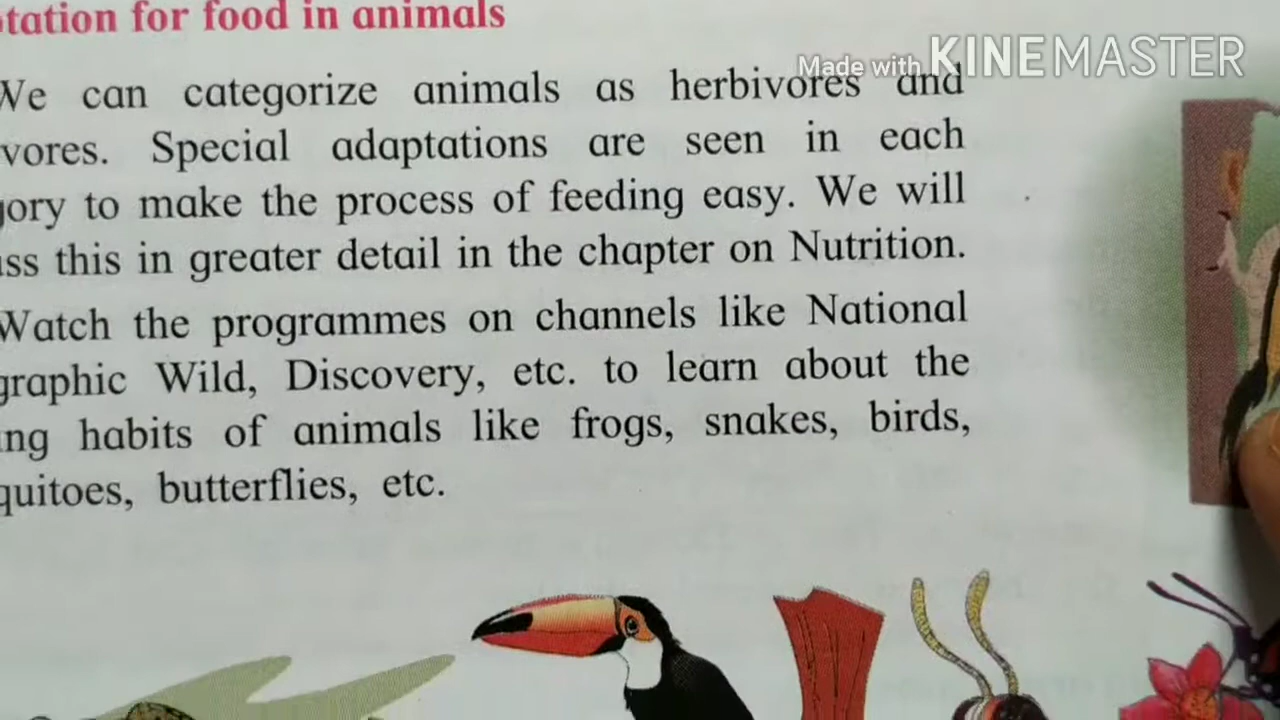 tation for food in animals
Made with KINEMASTER
We can categorize animals as herbivores and
vores. Special adaptations are seen in each
gory to make the process of feeding easy. We will
uss this in greater detail in the chapter on Nutrition.
Watch the programmes on channels like National
graphic Wild, Discovery, etc. to learn about the
ng habits of animals like frogs, snakes, birds,
quitoes, butterflies, etc.